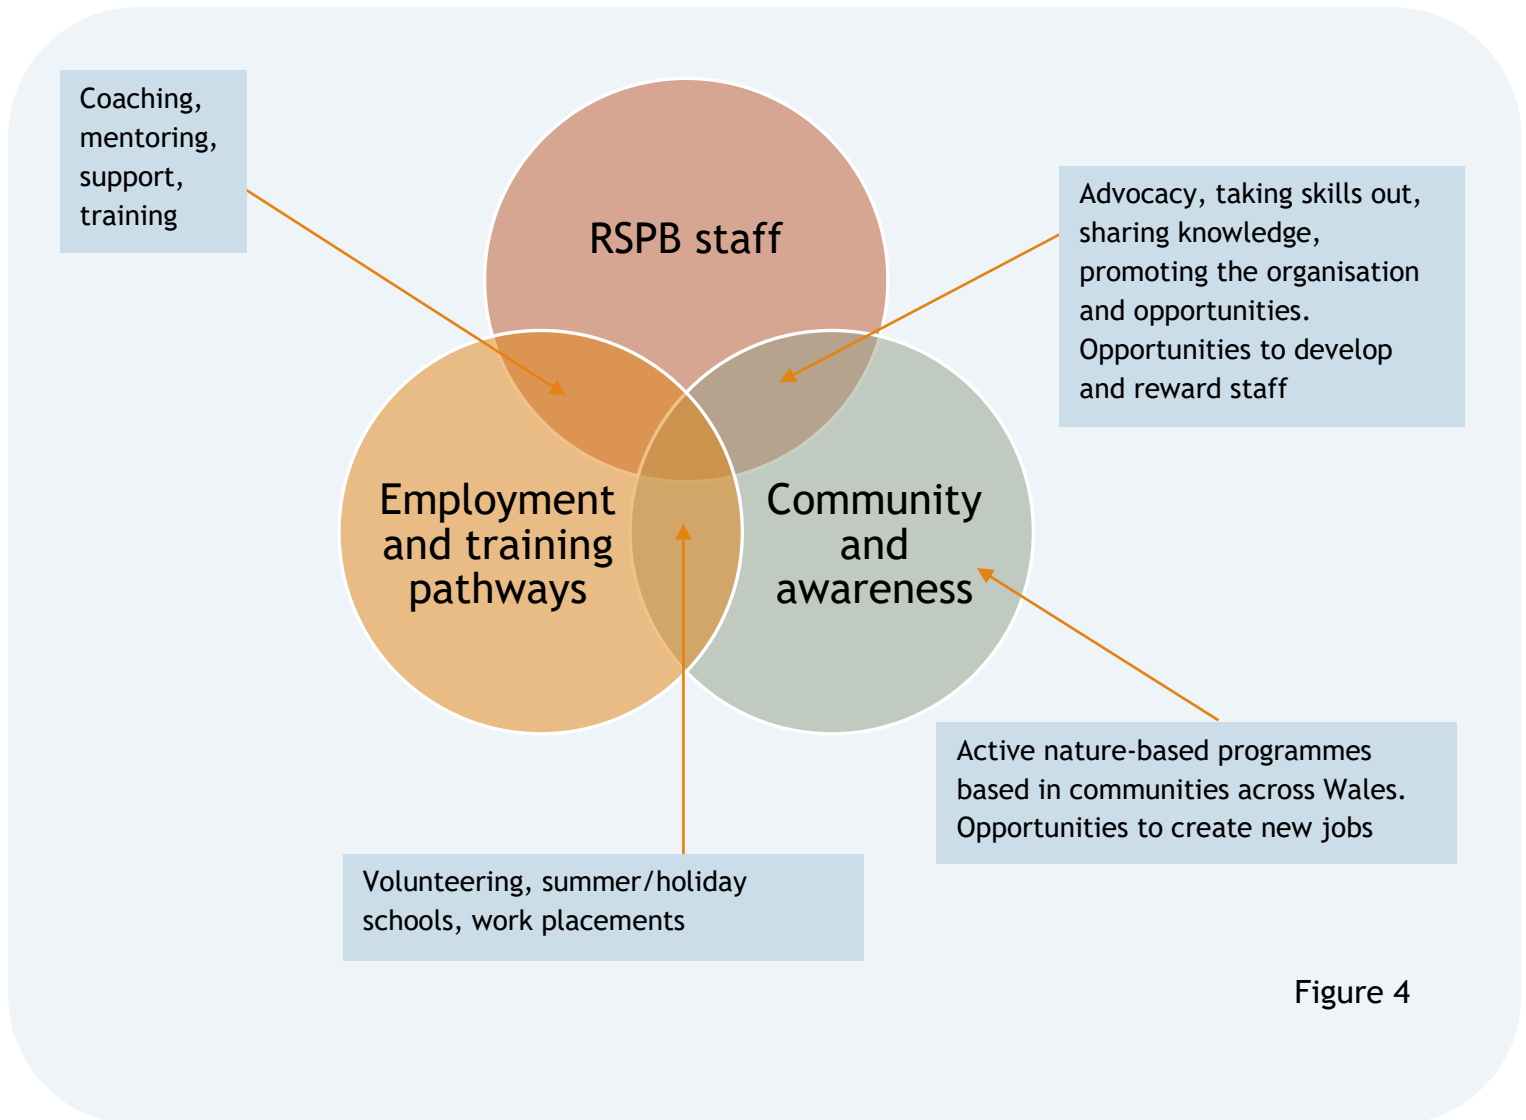 Coaching,
mentoring,
support,
training
RSPB staff
Advocacy, taking skills out,
sharing knowledge,
promoting the organisation
and opportunities.
Opportunities to develop
and reward staff
Employment
and training
pathways
Community
and
awareness
Active nature-based programmes
based in communities across Wales.
Opportunities to create new jobs
Volunteering, summer/holiday
schools, work placements
Figure 4